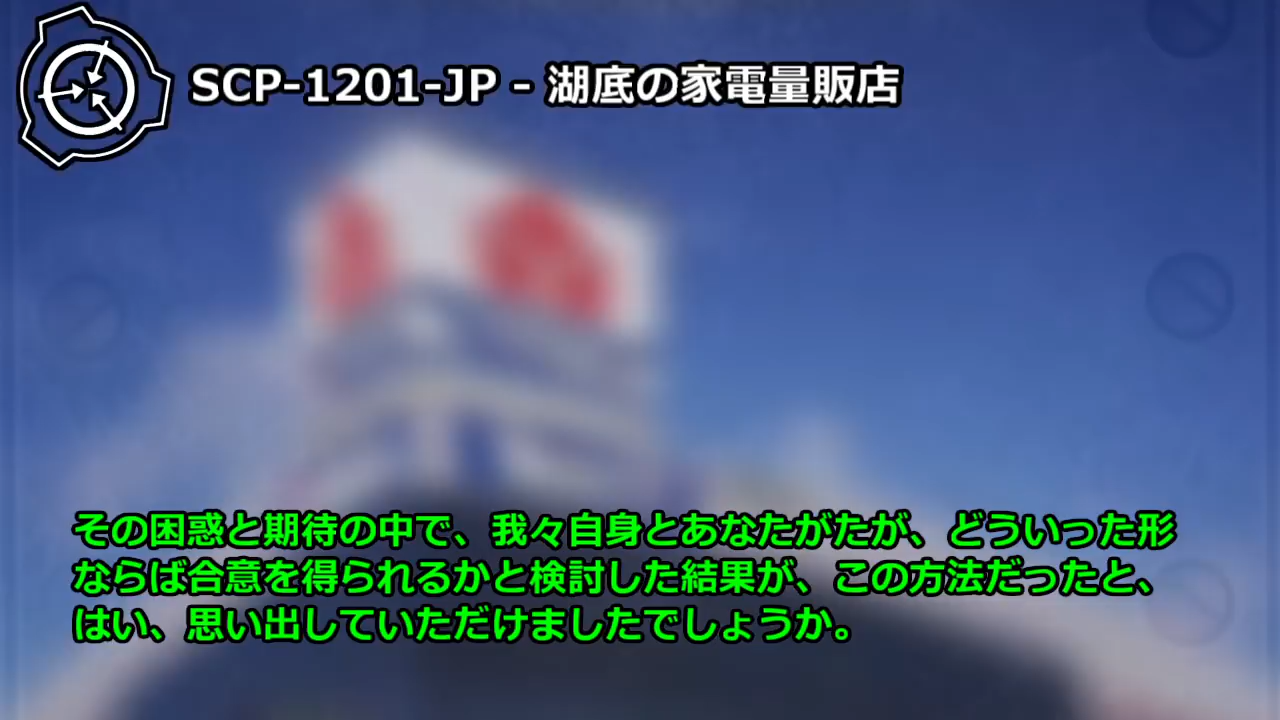 SCP-1201-JP - 湖底の家電量販店
その困惑と期待の中で、我々自身とあなたがたが、どういった形
ならば合意を得られるかと検討した結果が、この方法だったと、
はい、思い出していただけましたでしょうか。